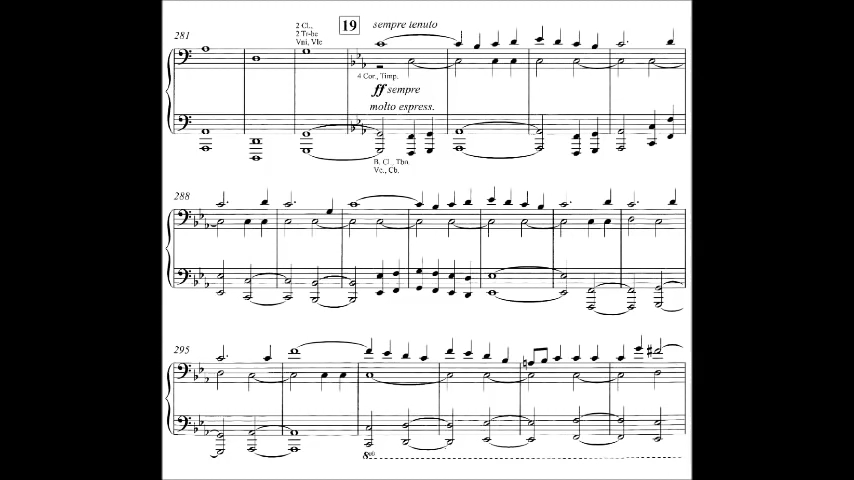 281
2 Cl.,
2 Tr-be
Vni, Vle
19
sempre tenuto
4 Cor., Timp.
ff sempre
molto espress.
B. Cl., Tbn.
Vc., Cb.
288
295
8va